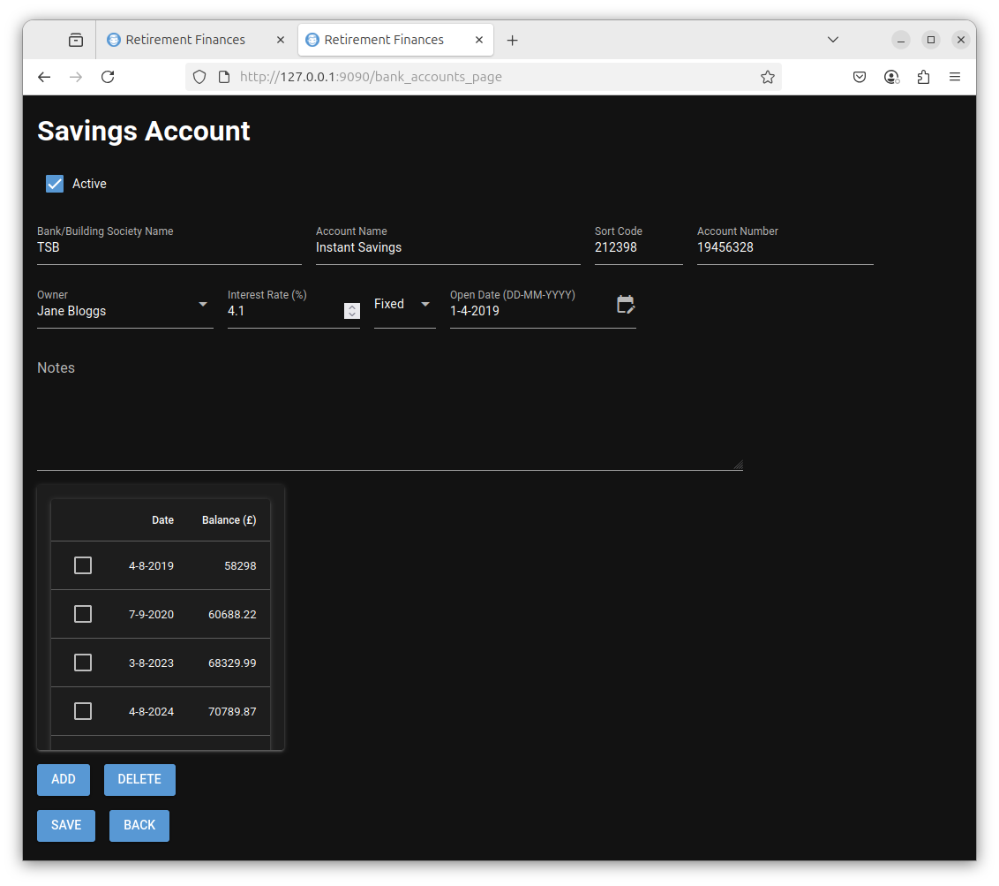 Retirement Finances Retirement Finances
http://127.0.0.1:9090/bank_accounts_page
Savings Account
Active
Bank/Building Society Name Account Name Sort Code Account Number
TSB Instant Savings 212398 19456328
Owner Interest Rate (%) Open Date (DD-MM-YYYY)
Jane Bloggs 4.1 Fixed 1-4-2019
Notes
Date Balance (£)
4-8-2019 58298
7-9-2020 60688.22
3-8-2023 68329.99
4-8-2024 70789.87
ADD DELETE
SAVE BACK